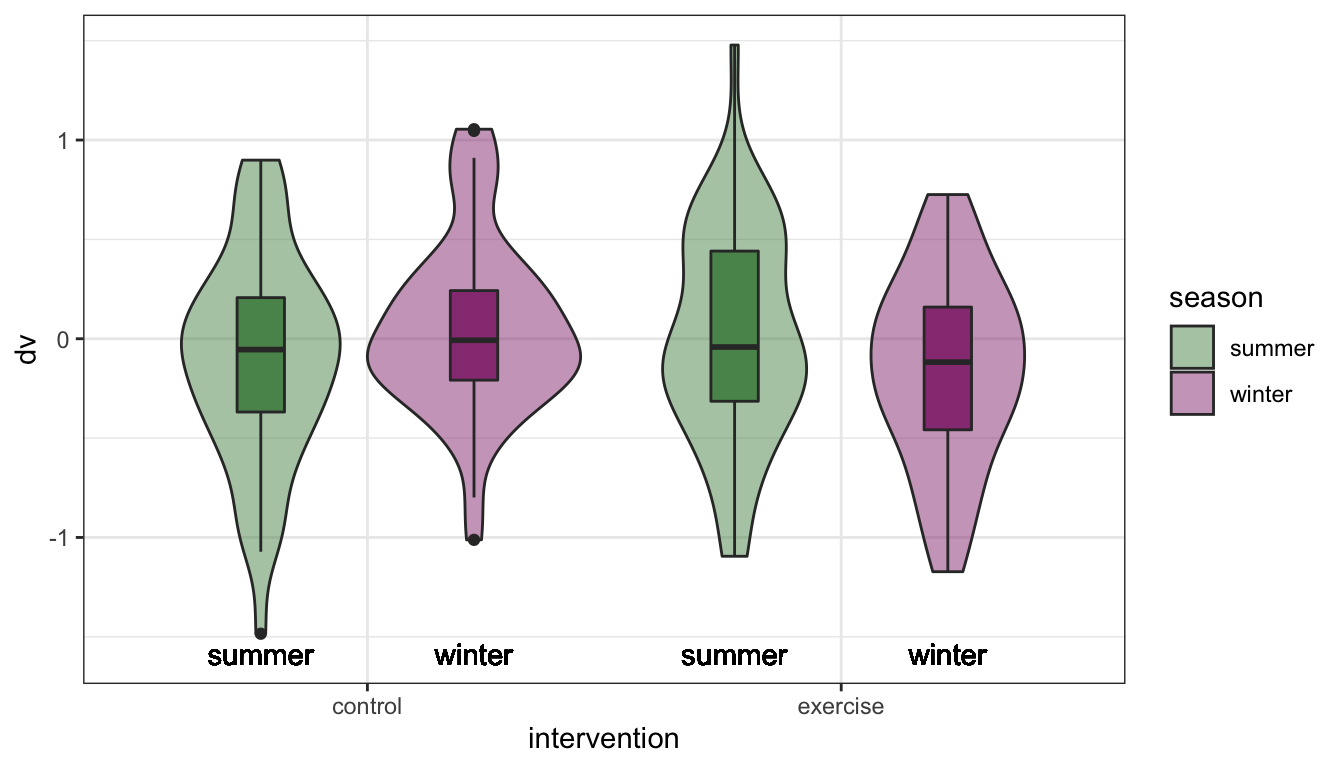 1
0
-1
dv
summer
winter
summer
winter
control
exercise
intervention
season
summer
winter